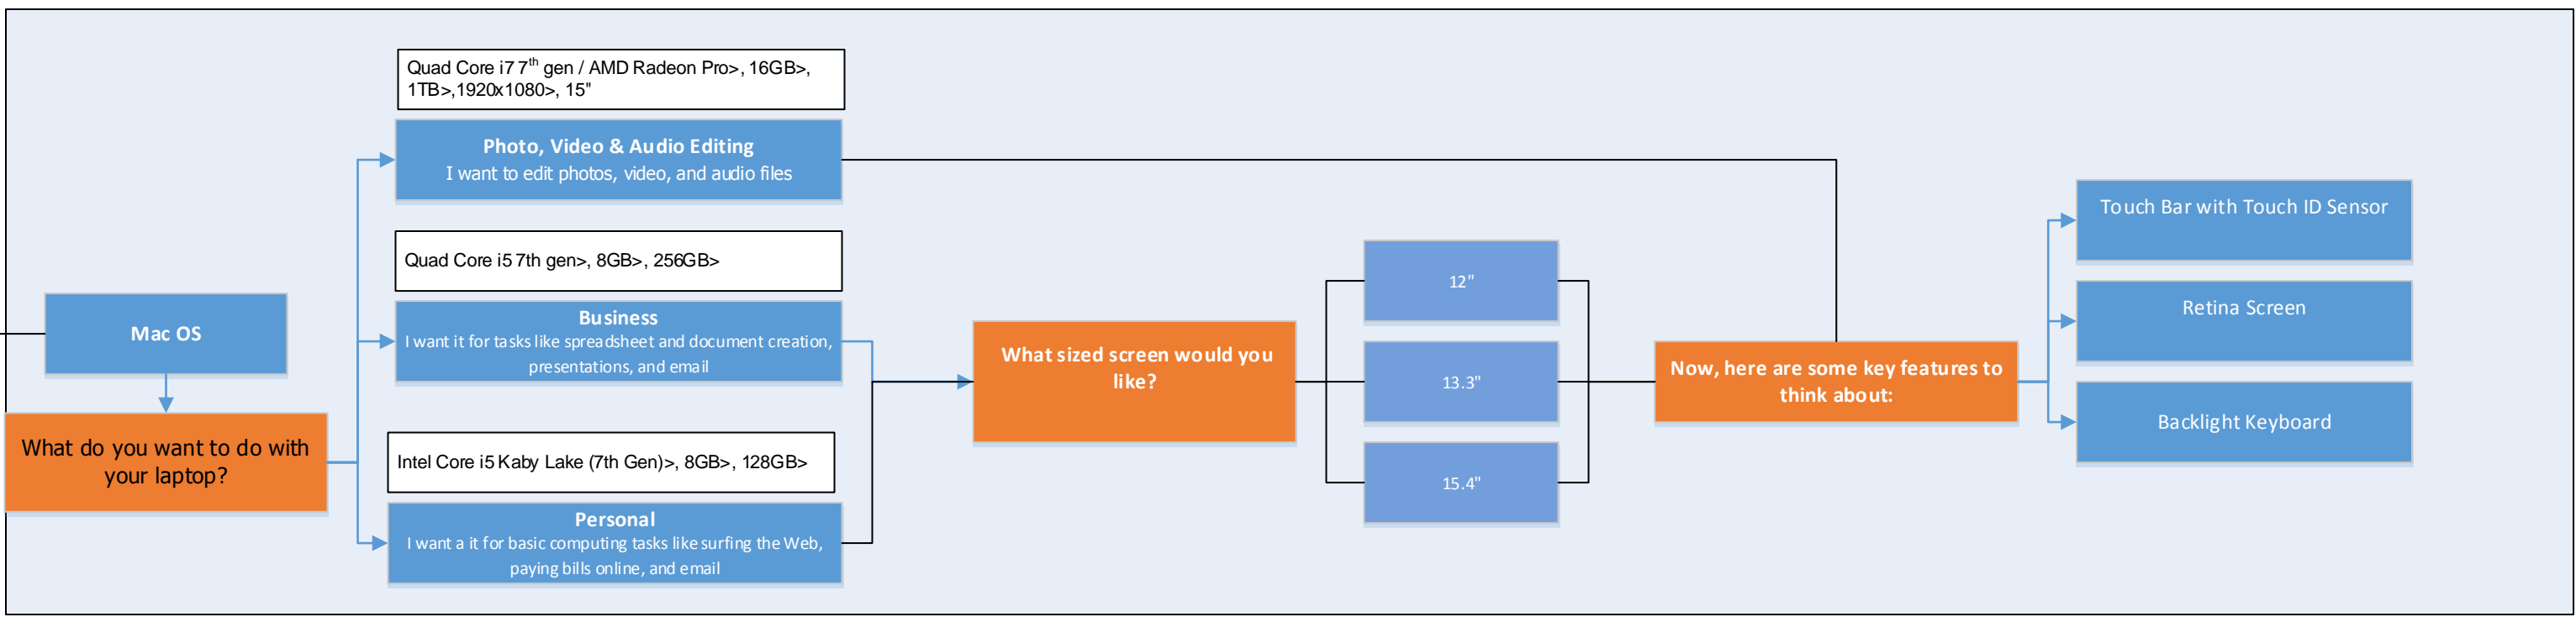 Mac OS
What do you want to do with
your laptop?
Quad Core i7 7th gen / AMD Radeon Pro>, 16GB>,
1TB>,1920x1080>, 15"
Photo, Video & Audio Editing
I want to edit photos, video, and audio files
Quad Core i5 7th gen>, 8GB>, 256GB>
Business
I want it for tasks like spreadsheet and document creation,
presentations, and email
Intel Core i5 Kaby Lake (7th Gen)>, 8GB>, 128GB>
Personal
I want a it for basic computing tasks like surfing the Web,
paying bills online, and email
What sized screen would you
like?
12"
13.3"
15.4"
Now, here are some key features to
think about:
Touch Bar with Touch ID Sensor
Retina Screen
Backlight Keyboard